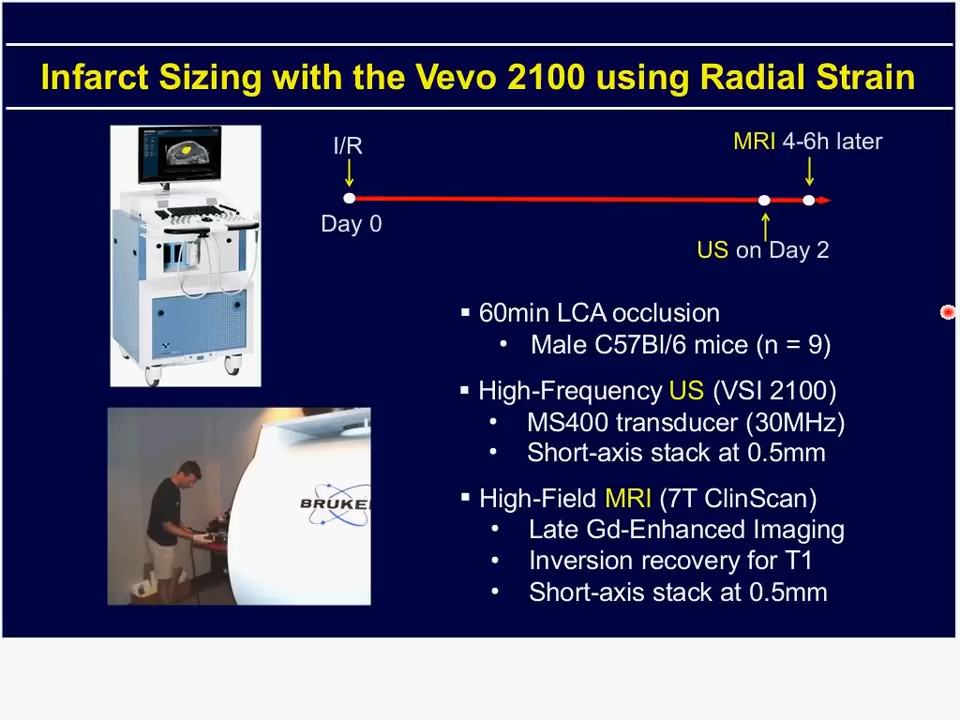 Infarct Sizing with the Vevo 2100 using Radial Strain
I/R
MRI 4-6h later
Day 0
US on Day 2
▪ 60min LCA occlusion
• Male C57Bl/6 mice (n = 9)
▪ High-Frequency US (VSI 2100)
• MS400 transducer (30MHz)
• Short-axis stack at 0.5mm
▪ High-Field MRI (7T ClinScan)
• Late Gd-Enhanced Imaging
• Inversion recovery for T1
• Short-axis stack at 0.5mm
BRUKE